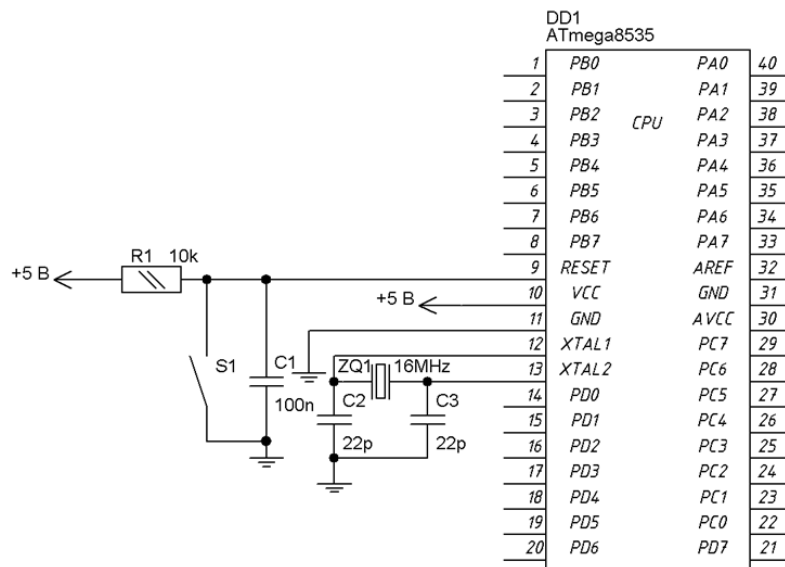 DD1
ATmega8535
1 PB0 PA0 40
2 PB1 PA1 39
3 PB2 PA2 38
CPU
4 PB3 PA3 37
5 PB4 PA4 36
6 PB5 PA5 35
7 PB6 PA6 34
8 PB7 PA7 33
R1 10k
+5 В
9 RESET AREF 32
+5 В
10 VCC GND 31
11 GND AVCC 30
12 XTAL1 PC7 29
S1 C1 ZQ1 16MHz
13 XTAL2 PC6 28
100n C2 C3
14 PD0 PC5 27
15 PD1 PC4 26
22p 22p
16 PD2 PC3 25
17 PD3 PC2 24
18 PD4 PC1 23
19 PD5 PC0 22
20 PD6 PD7 21